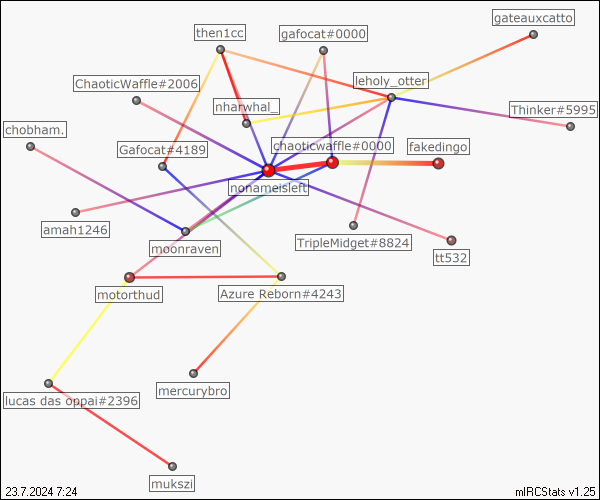 gateauxcatto
then1cc
gafocat#0000
leholy_otter
ChaoticWaffle#2006
nharwhal_
Thinker#5995
chobham.
Gafocat#4189
chaoticwaffle#0000
fakedingo
nonameisleft
amah1246
moonraven
TripleMidget#8824
tt532
motorthud
Azure Reborn#4243
lucas das oppai#2396
mercurybro
mukszi
23.7.2024 7:24
mIRCStats v1.25